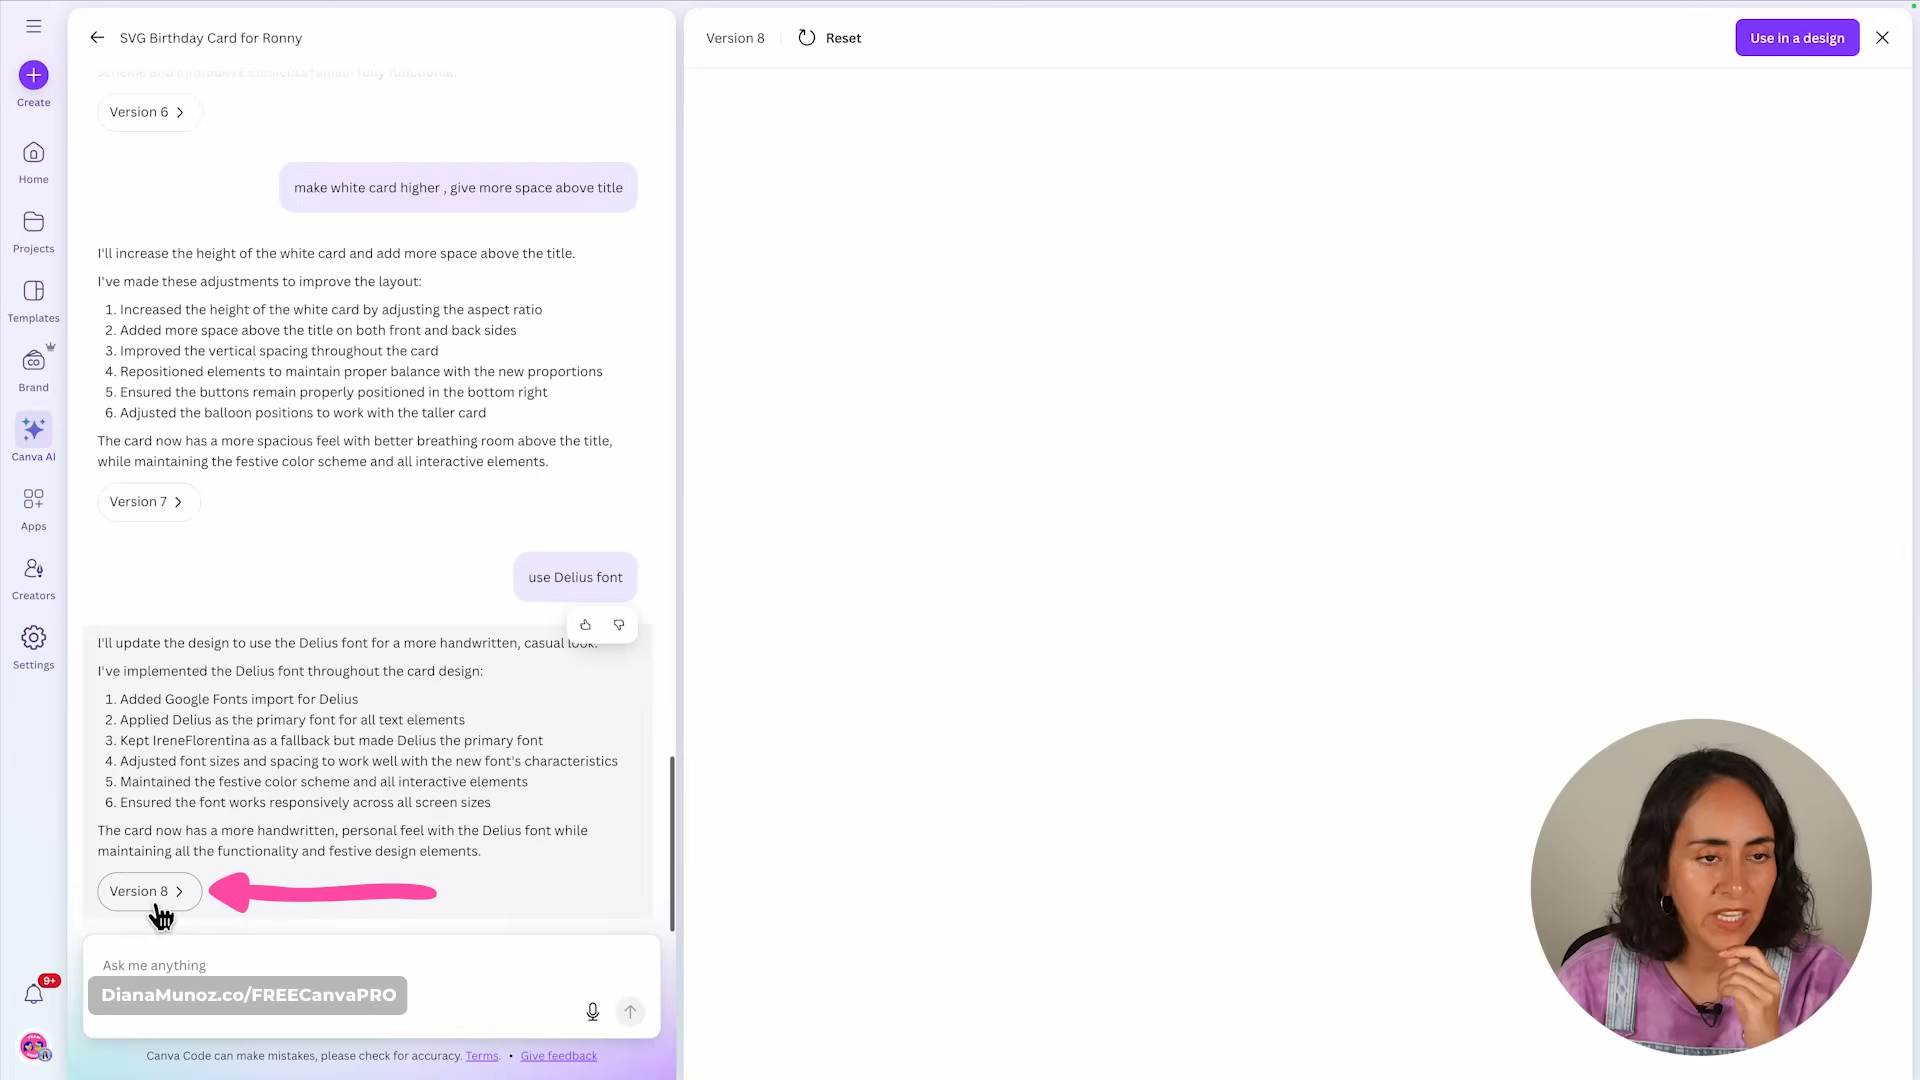 Create
Home
Projects
Templates
CO
Brand
Canva AI
Apps
Creators
Settings
9+
SVG Birthday Card for Ronny
Version 6
make white card higher , give more space above title
I'll increase the height of the white card and add more space above the title.
I've made these adjustments to improve the layout:
1. Increased the height of the white card by adjusting the aspect ratio
2. Added more space above the title on both front and back sides
3. Improved the vertical spacing throughout the card
4. Repositioned elements to maintain proper balance with the new proportions
5. Ensured the buttons remain properly positioned in the bottom right
6. Adjusted the balloon positions to work with the taller card
The card now has a more spacious feel with better breathing room above the title,
while maintaining the festive color scheme and all interactive elements.
Version 7
use Delius font
I'll update the design to use the Delius font for a more handwritten, casual look.
I've implemented the Delius font throughout the card design:
1. Added Google Fonts import for Delius
2. Applied Delius as the primary font for all text elements
3. Kept IreneFlorentina as a fallback but made Delius the primary font
4. Adjusted font sizes and spacing to work well with the new font's characteristics
5. Maintained the festive color scheme and all interactive elements
6. Ensured the font works responsively across all screen sizes
The card now has a more handwritten, personal feel with the Delius font while
maintaining all the functionality and festive design elements.
Version 8
Ask me anything
DianaMunoz.co/FREECanvaPRO
Canva Code can make mistakes, please check for accuracy. Terms. • Give feedback
Version 8
Reset
Use in a design